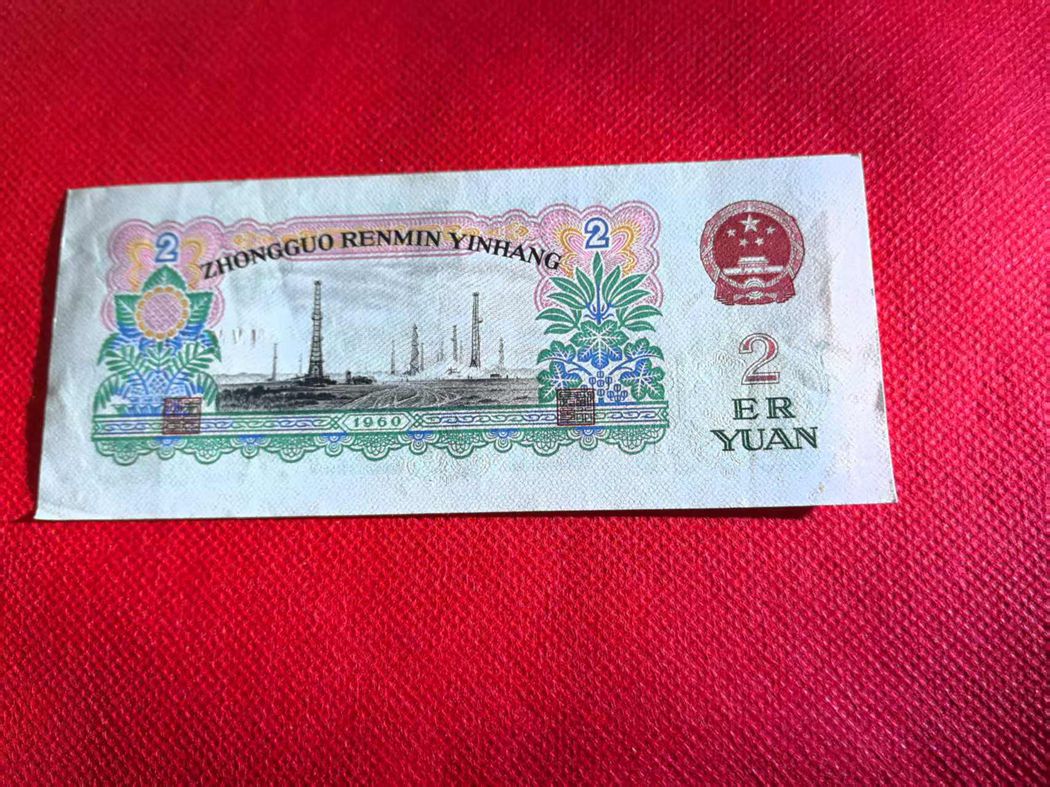 2
ZHONGGUO RENMIN YINHANG
2
1960
2
ER
YUAN